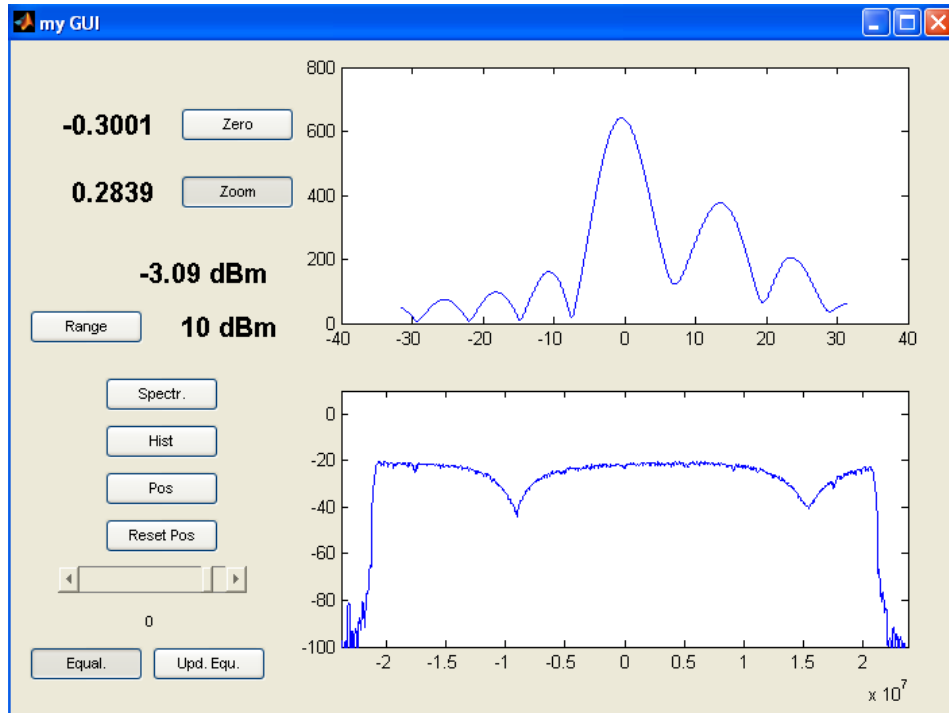 my GUI
-0.3001 Zero
0.2839 Zoom
-3.09 dBm
Range 10 dBm
Spectr.
Hist
Pos
Reset Pos
0
Equal. Upd. Equ.
800
600
400
200
0
-40 -30 -20 -10 0 10 20 30 40
0
-20
-40
-60
-80
-100
-2 -1.5 -1 -0.5 0 0.5 1 1.5 2
x 10⁷